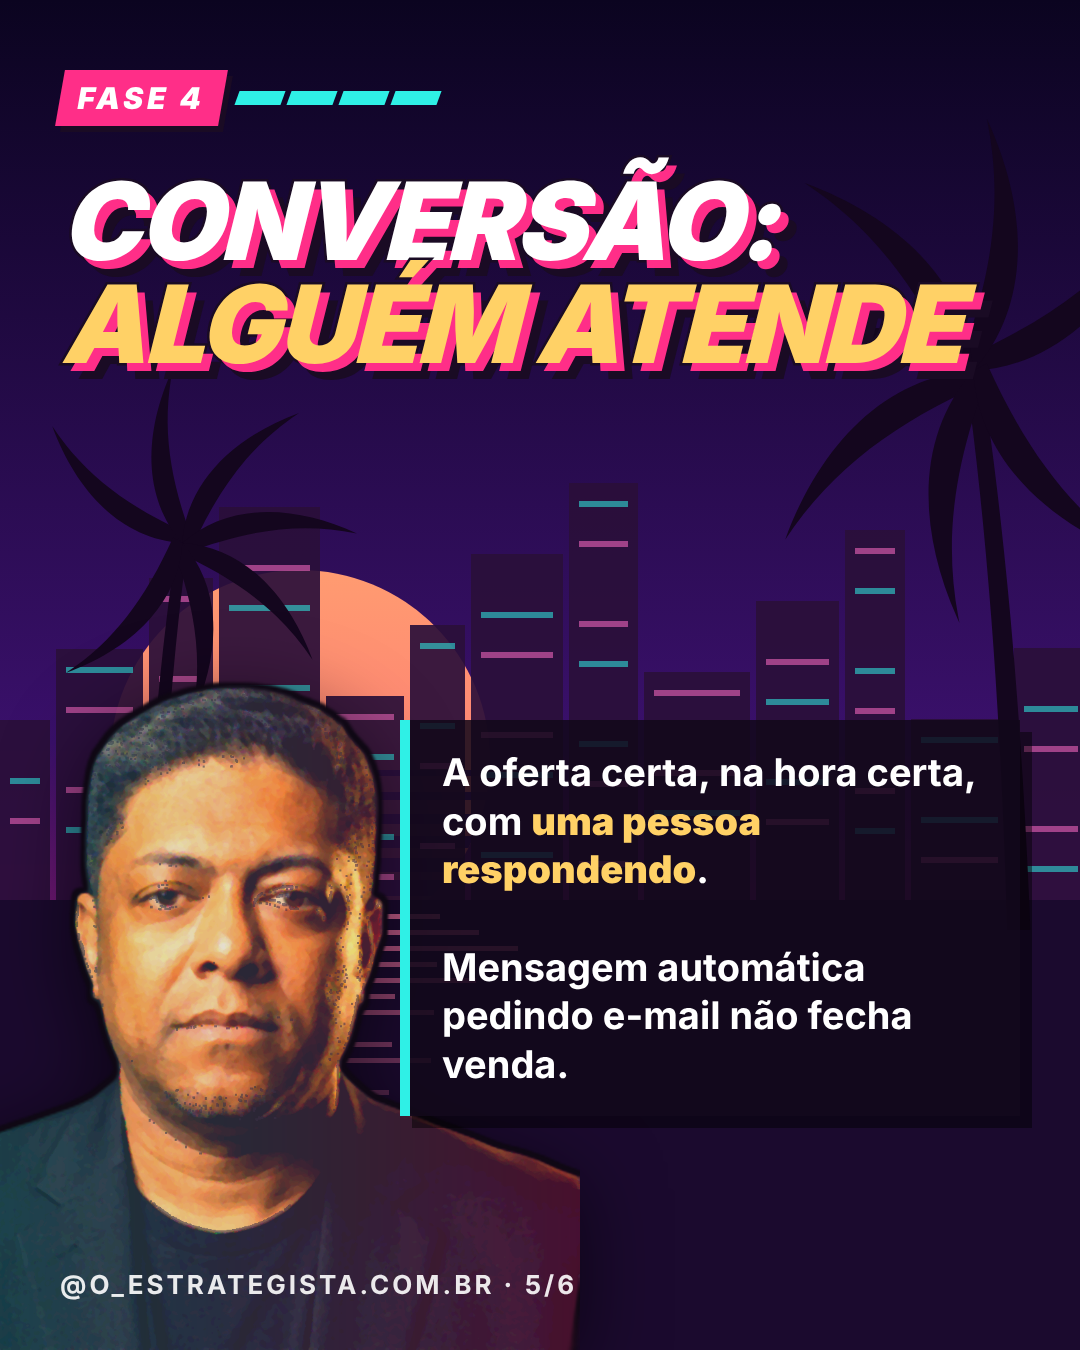 FASE 4
CONVERSÃO:
ALGUÉM ATENDE
A oferta certa, na hora certa,
com uma pessoa
respondendo.
Mensagem automática
pedindo e-mail não fecha
venda.
@O_ESTRATEGISTA.COM.BR · 5/6